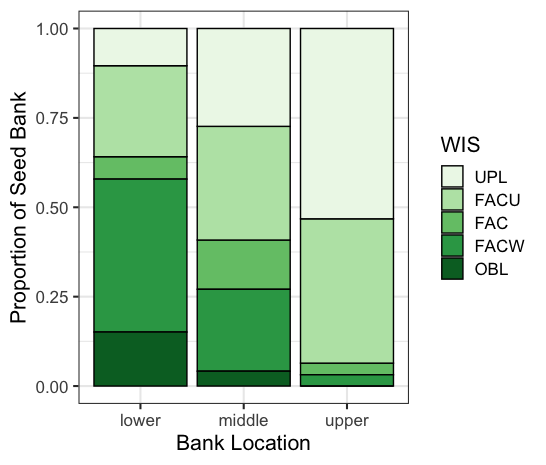 Proportion of Seed Bank
1.00
0.75
0.50
0.25
0.00
lower middle upper
Bank Location
WIS
UPL
FACU
FAC
FACW
OBL